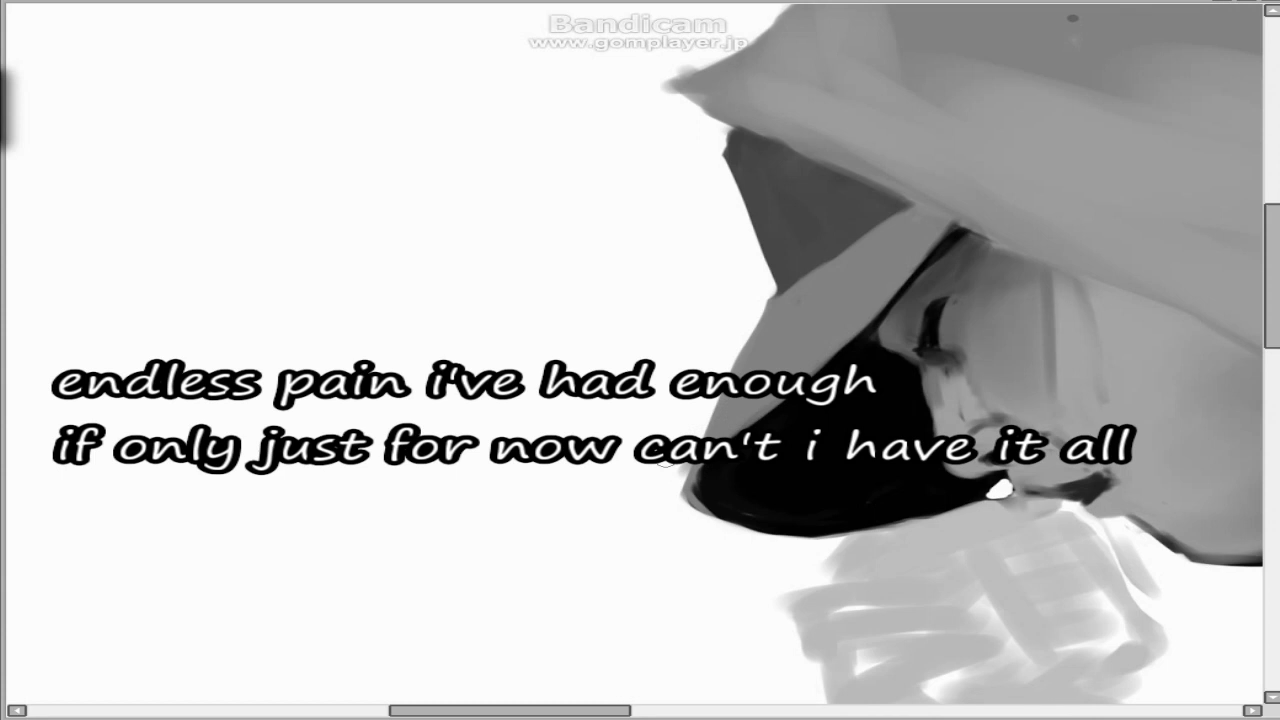 Bandicam
www.gomplayer.jp
endless pain i've had enough
if only just for now can't i have it all